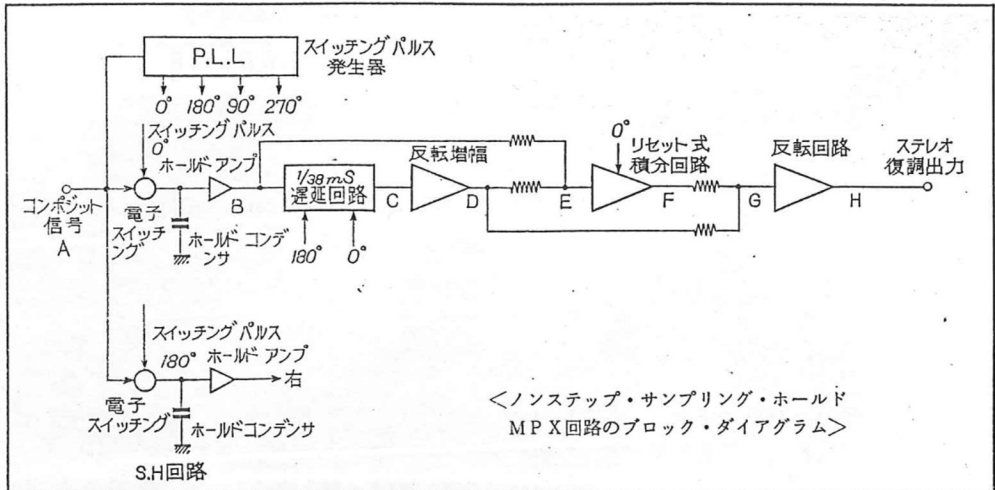 P.L.L
スイッチングパルス
発生器
0° 180° 90° 270°
スイッチングパルス
0°
ホールドアンプ
コンポジット
信号
A
電子
スイッチ
ング
ホールド コンデ
ンサ
B
1/38mS
遅延回路
180° 0°
C
反転増幅
D
E
0°
リセット式
積分回路
F
G
反転回路
H
ステレオ
復調出力
スイッチング パルス
180°
ホールド アンプ
右
電子
スイッチング
ホールドコンデンサ
S.H回路
<ノンステップ・サンプリング・ホールド
MPX回路のブロック・ダイアグラム>